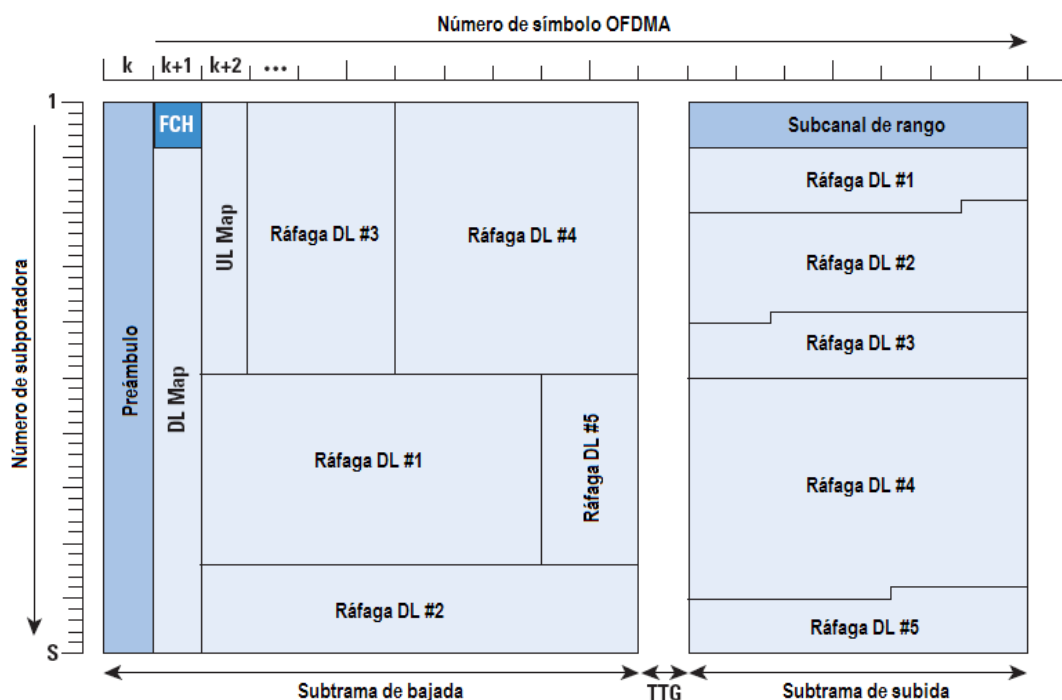 Número de símbolo OFDMA
k k+1 k+2 •••
1
Número de subportadora
S
Preámbulo
FCH
DL Map
UL Map
Ráfaga DL #3
Ráfaga DL #4
Ráfaga DL #1
Ráfaga DL #5
Ráfaga DL #2
Subcanal de rango
Ráfaga DL #1
Ráfaga DL #2
Ráfaga DL #3
Ráfaga DL #4
Ráfaga DL #5
Subtrama de bajada
TTG
Subtrama de subida